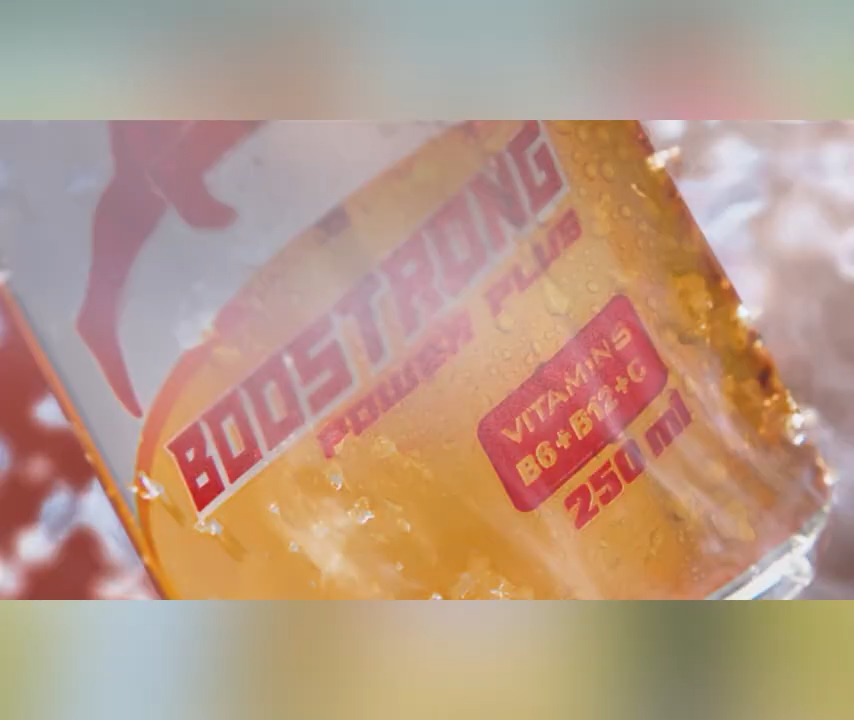 BOOSTRONG
POWER PLUS
VITAMINS
B6+B12+C
250 ml